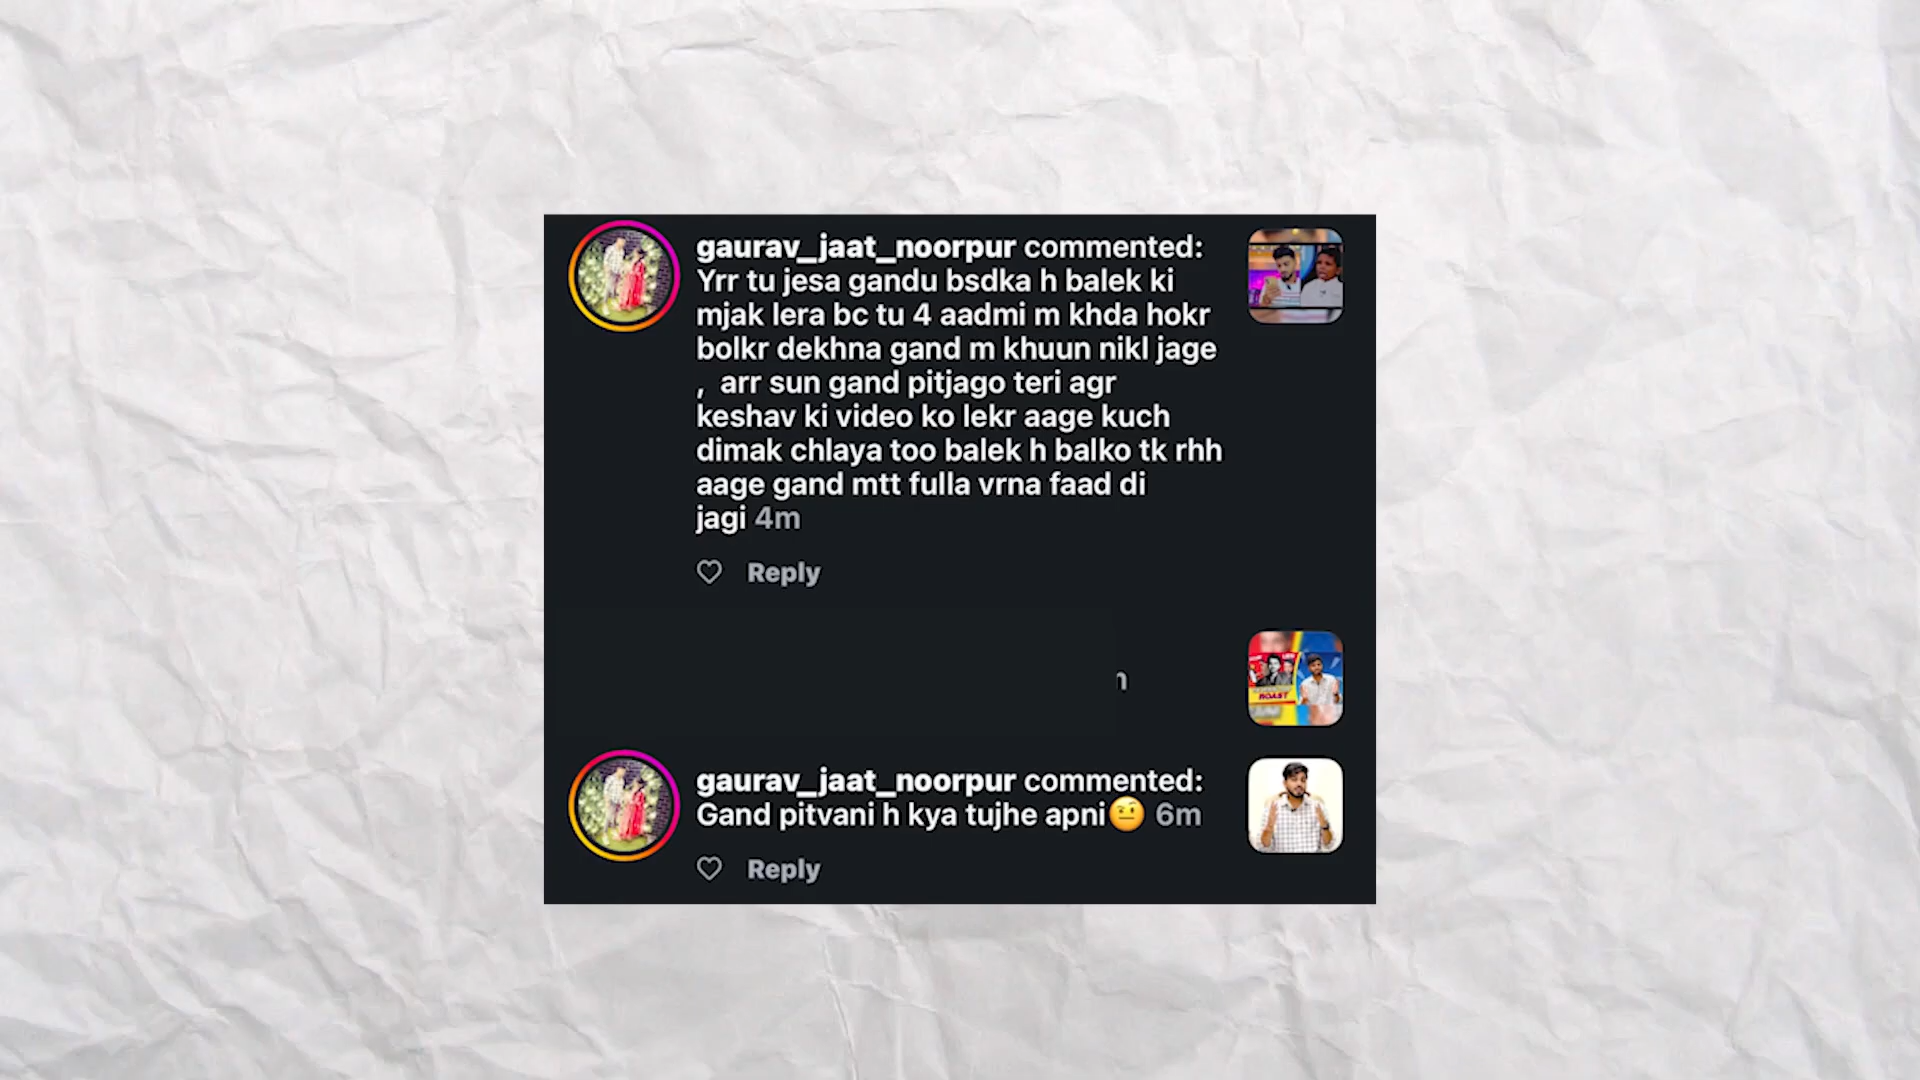 gaurav_jaat_noorpur commented:
Yrr tu jesa gandu bsdka h balek ki
mjak lera bc tu 4 aadmi m khda hokr
bolkr dekhna gand m khuun nikl jage
, arr sun gand pitjago teri agr
keshav ki video ko lekr aage kuch
dimak chlaya too balek h balko tk rhh
aage gand mtt fulla vrna faad di
jagi 4m
Reply
ROAST
gaurav_jaat_noorpur commented:
Gand pitvani h kya tujhe apni🤨 6m
Reply